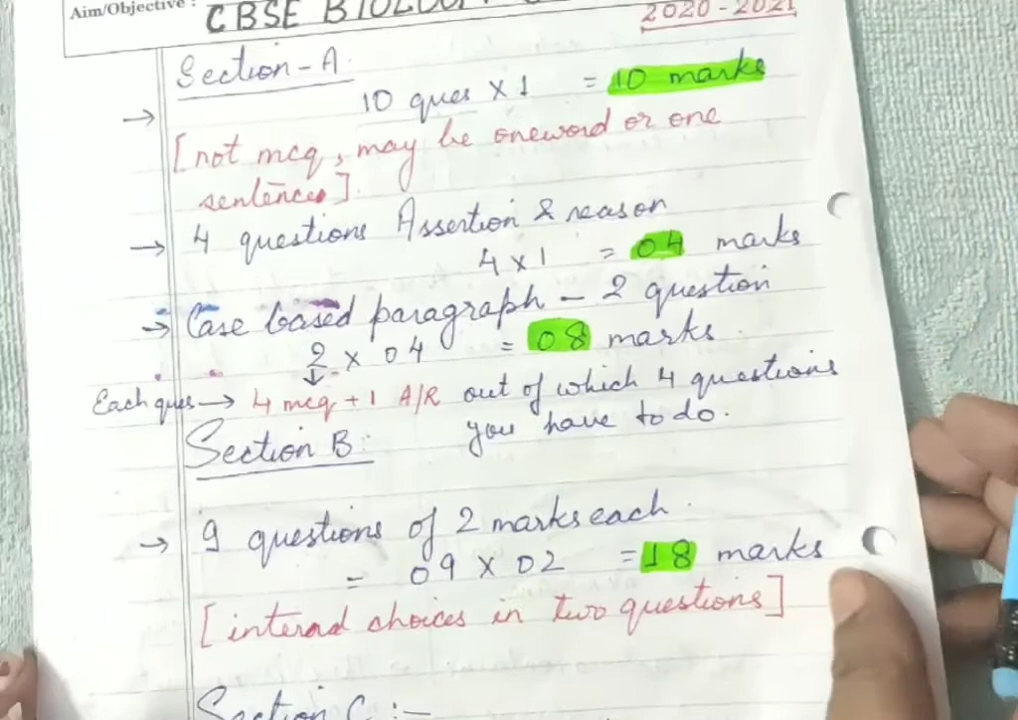 Aim/Objective :
CBSE BIOLOGY
2020-2021
Section-A
→ 10 ques x 1 = 10 marks
[not mcq, may be oneword or one
sentences].
→ 4 questions Assertion & reason
4 x 1 = 04 marks
→ Case based paragraph - 2 question
2 x 04 = 08 marks.
Each ques → 4 mcq + 1 A/R out of which 4 questions
you have to do.
Section B:
→ 9 questions of 2 marks each.
= 09 x 02 = 18 marks
[internal choices in two questions]
Section C :-